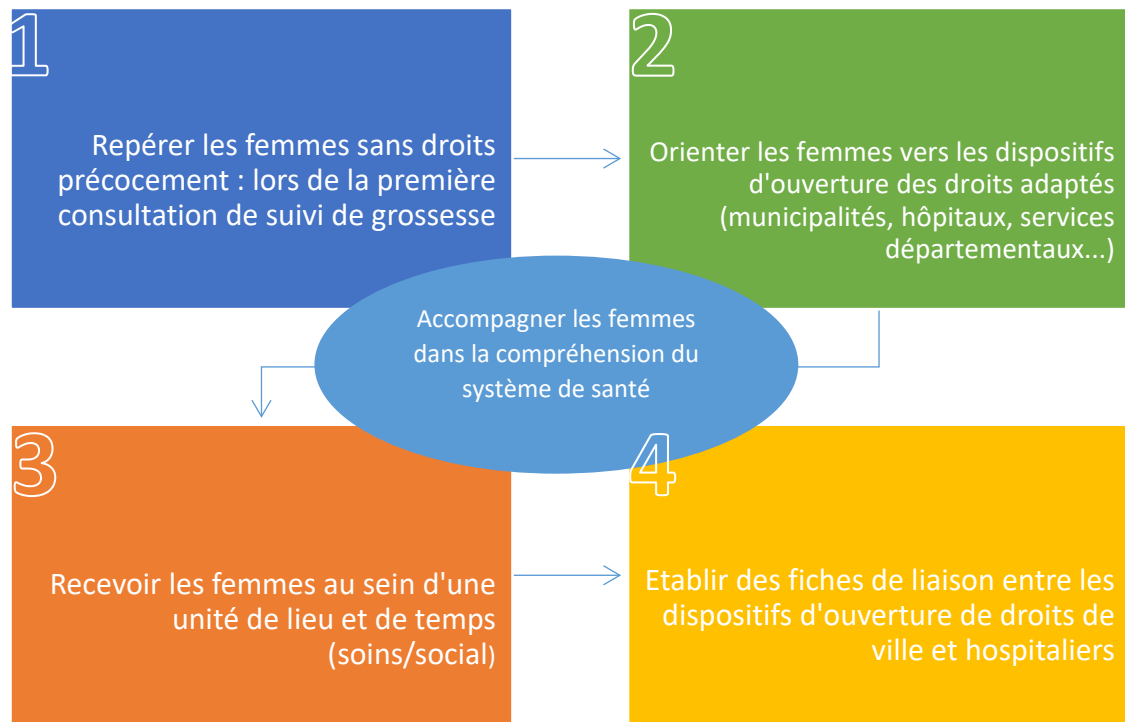 1
Repérer les femmes sans droits
précocement : lors de la première
consultation de suivi de grossesse
2
Orienter les femmes vers les dispositifs
d'ouverture des droits adaptés
(municipalités, hôpitaux, services
départementaux...)
Accompagner les femmes
dans la compréhension du
système de santé
3
Recevoir les femmes au sein d'une
unité de lieu et de temps
(soins/social)
4
Etablir des fiches de liaison entre les
dispositifs d'ouverture de droits de
ville et hospitaliers